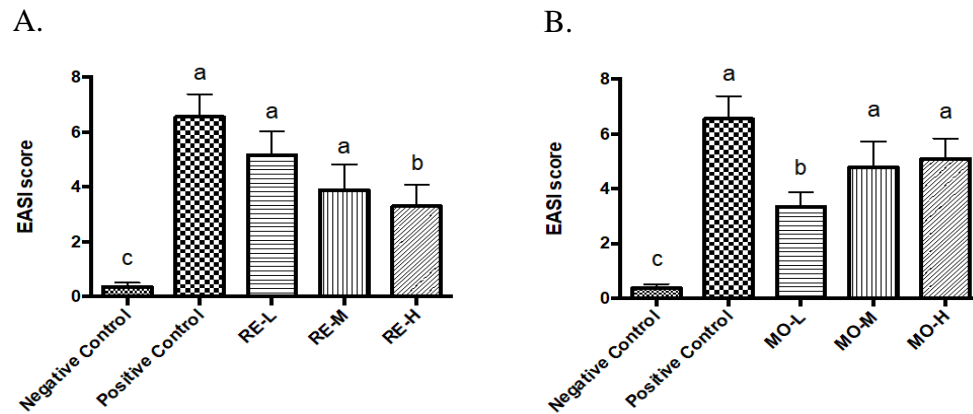 A.
EASI score
8
6
4
2
0
c
a
a
a
b
Negative Control
Positive Control
RE-L
RE-M
RE-H
B.
EASI score
8
6
4
2
0
c
a
b
a
a
Negative Control
Positive Control
MO-L
MO-M
MO-H